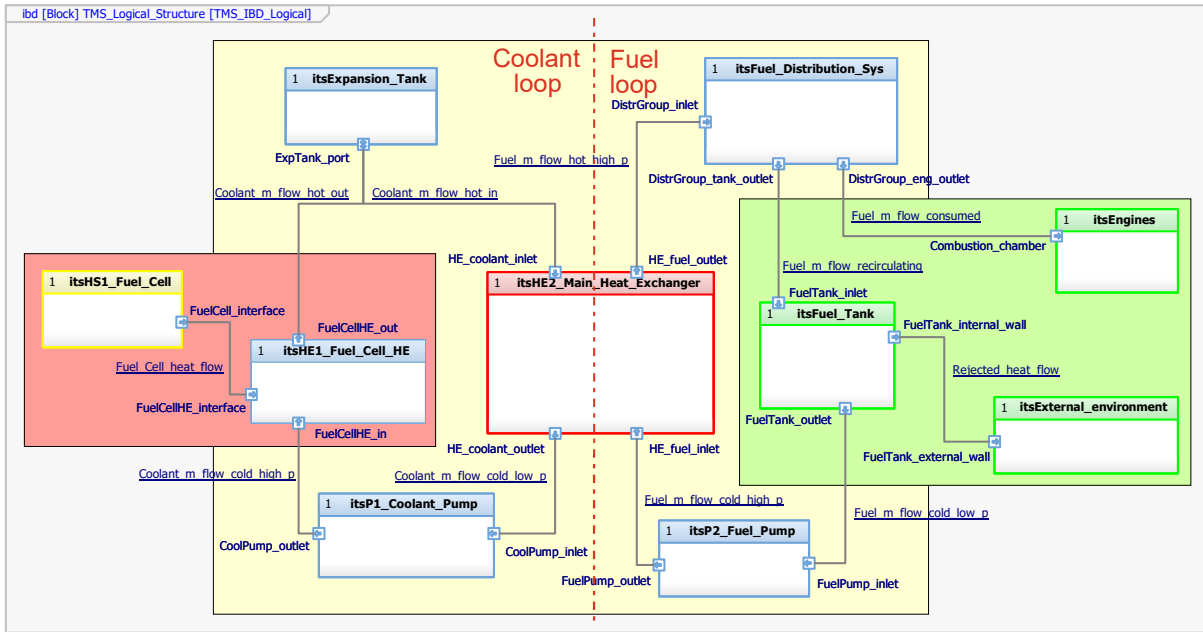 ibd [Block] TMS_Logical_Structure [TMS_IBD_Logical]
Coolant
loop
Fuel
loop
1 itsExpansion_Tank
ExpTank_port
Coolant_m_flow_hot_out
Coolant_m_flow_hot_in
1 itsFuel_Distribution_Sys
DistrGroup_inlet
Fuel_m_flow_hot_high_p
DistrGroup_tank_outlet
DistrGroup_eng_outlet
Fuel_m_flow_consumed
1 itsEngines
Combustion_chamber
Fuel_m_flow_recirculating
HE_coolant_inlet
HE_fuel_outlet
1 itsHE2_Main_Heat_Exchanger
HE_coolant_outlet
HE_fuel_inlet
1 itsHS1_Fuel_Cell
FuelCell_interface
FuelCellHE_out
1 itsHE1_Fuel_Cell_HE
Fuel_Cell_heat_flow
FuelCellHE_interface
FuelCellHE_in
FuelTank_inlet
1 itsFuel_Tank
FuelTank_internal_wall
Rejected_heat_flow
1 itsExternal_environment
FuelTank_outlet
FuelTank_external_wall
Coolant_m_flow_cold_high_p
Coolant_m_flow_cold_low_p
Fuel_m_flow_cold_high_p
Fuel_m_flow_cold_low_p
1 itsP1_Coolant_Pump
CoolPump_outlet
CoolPump_inlet
1 itsP2_Fuel_Pump
FuelPump_outlet
FuelPump_inlet